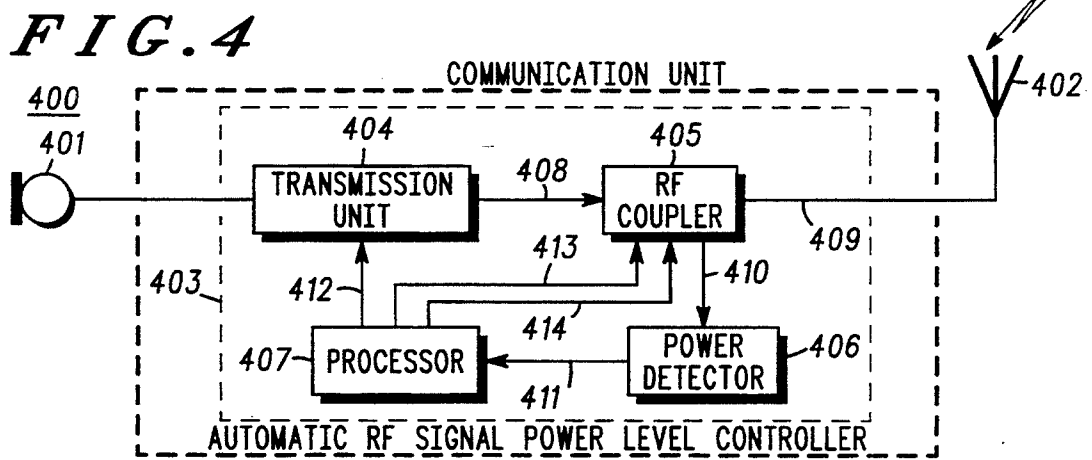 FIG.4
COMMUNICATION UNIT
400
401
402
404
405
TRANSMISSION
UNIT
408
RF
COUPLER
409
403
412
413
414
410
407
PROCESSOR
411
POWER
DETECTOR
406
AUTOMATIC RF SIGNAL POWER LEVEL CONTROLLER